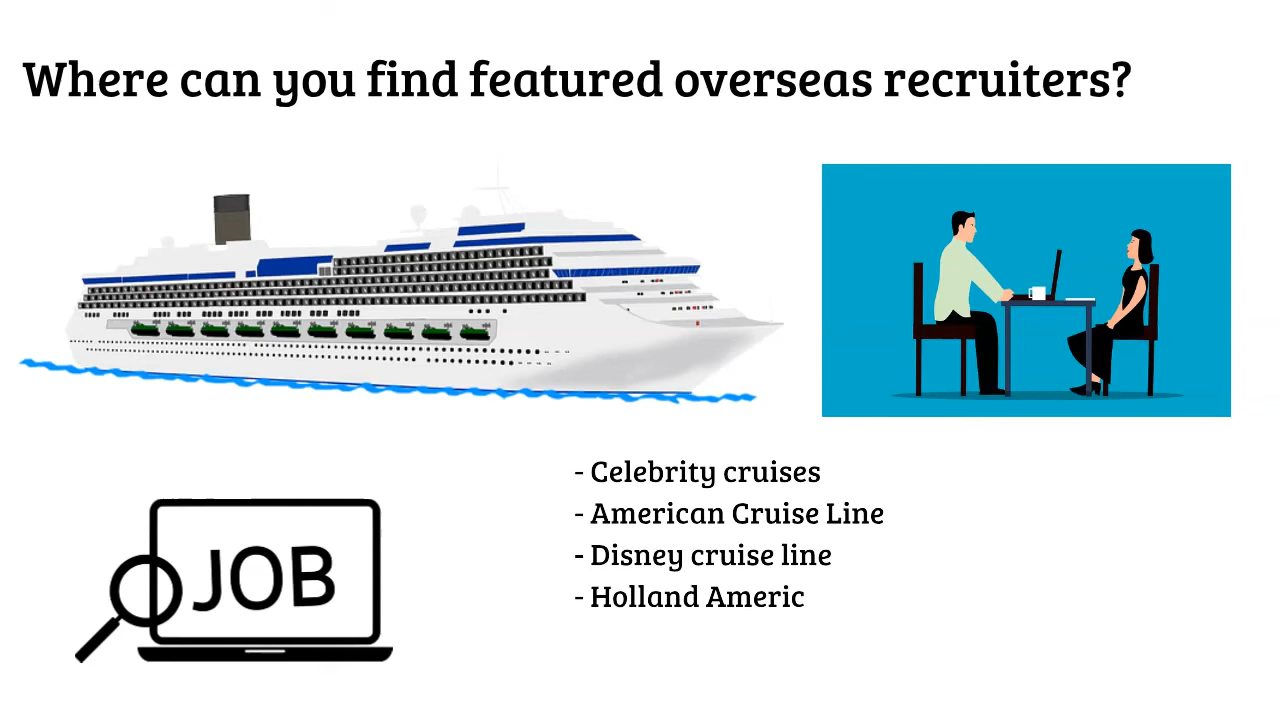 Where can you find featured overseas recruiters?
- Celebrity cruises
- American Cruise Line
- Disney cruise line
- Holland Americ
JOB